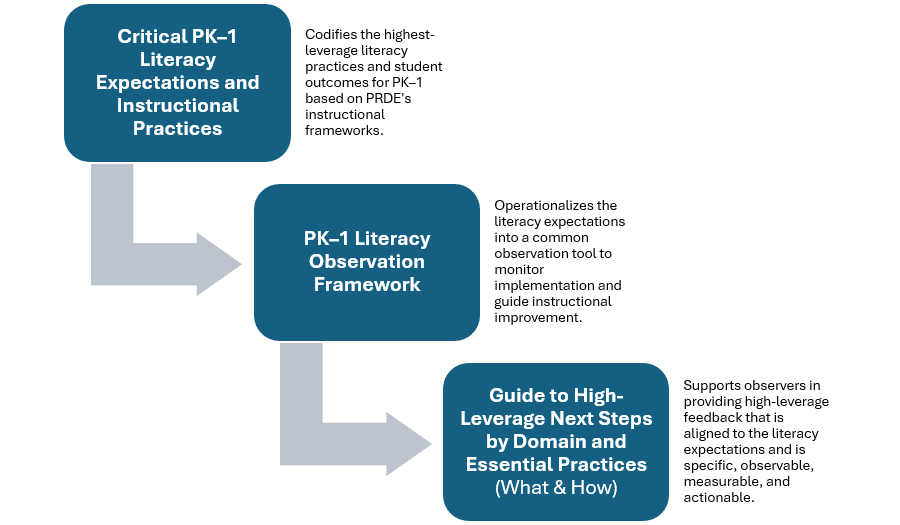 Critical PK–1
Literacy
Expectations and
Instructional
Practices
Codifies the highest-
leverage literacy
practices and student
outcomes for PK–1
based on PRDE's
instructional
frameworks.
PK–1 Literacy
Observation
Framework
Operationalizes the
literacy expectations
into a common
observation tool to
monitor
implementation and
guide instructional
improvement.
Guide to High-
Leverage Next Steps
by Domain and
Essential Practices
(What & How)
Supports observers in
providing high-leverage
feedback that is
aligned to the literacy
expectations and is
specific, observable,
measurable, and
actionable.